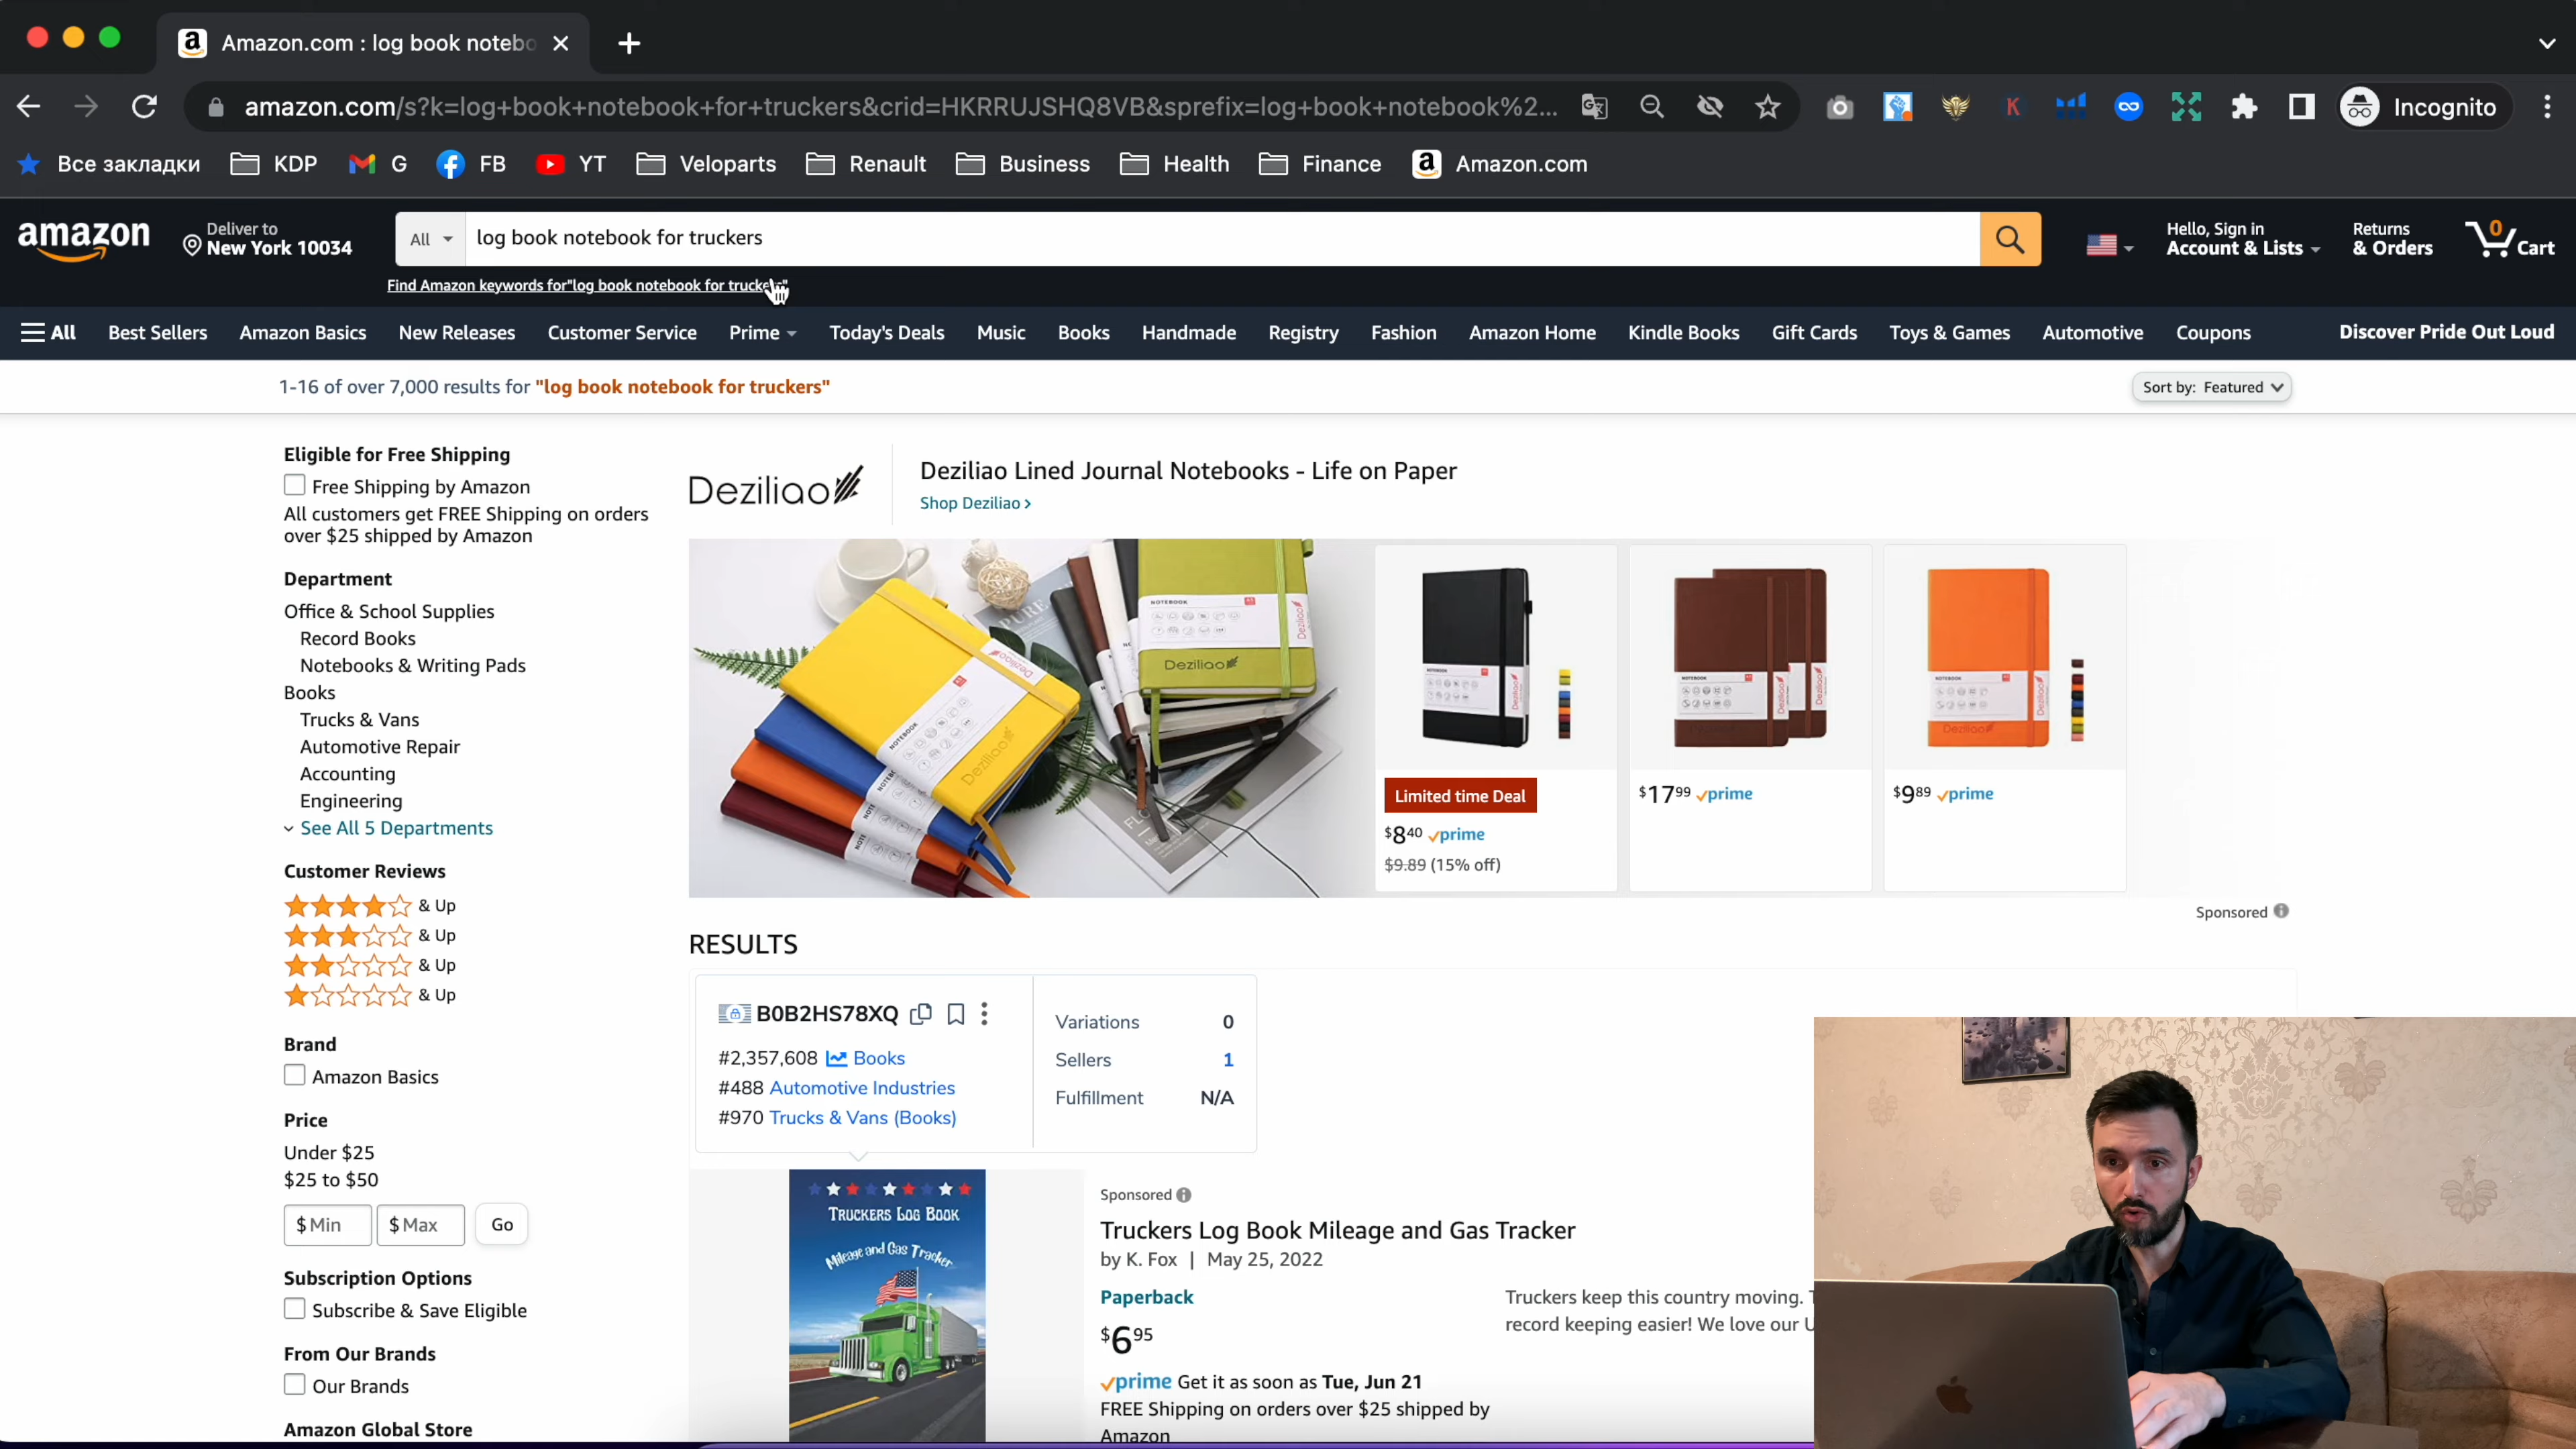 Amazon.com : log book notebo
amazon.com/s?k=log+book+notebook+for+truckers&crid=HKRRUJSHQ8VB&sprefix=log+book+notebook%2...
Incognito
Все закладки
KDP
G
FB
YT
Veloparts
Renault
Business
Health
Finance
Amazon.com
amazon
Deliver to
New York 10034
All
log book notebook for truckers
Hello, Sign in
Account & Lists
Returns
& Orders
0
Cart
Find Amazon keywords for"log book notebook for truckers"
All
Best Sellers
Amazon Basics
New Releases
Customer Service
Prime
Today's Deals
Music
Books
Handmade
Registry
Fashion
Amazon Home
Kindle Books
Gift Cards
Toys & Games
Automotive
Coupons
Discover Pride Out Loud
1-16 of over 7,000 results for "log book notebook for truckers"
Sort by: Featured
Eligible for Free Shipping
Free Shipping by Amazon
All customers get FREE Shipping on orders
over $25 shipped by Amazon
Department
Office & School Supplies
Record Books
Notebooks & Writing Pads
Books
Trucks & Vans
Automotive Repair
Accounting
Engineering
See All 5 Departments
Customer Reviews
& Up
& Up
& Up
& Up
Brand
Amazon Basics
Price
Under $25
$25 to $50
$ Min
$ Max
Go
Subscription Options
Subscribe & Save Eligible
From Our Brands
Our Brands
Amazon Global Store
Deziliao
Deziliao Lined Journal Notebooks - Life on Paper
Shop Deziliao ›
NOTEBOOK
Deziliao
NOTEBOOK
Deziliao
Deziliao
Deziliao
PURE
NOTEBOOK
NOTEBOOK
NOTEBOOK
Deziliao
Limited time Deal
$8 40 prime
$9.89 (15% off)
$17 99 prime
$9 89 prime
Sponsored
RESULTS
B0B2HS78XQ
#2,357,608 Books
#488 Automotive Industries
#970 Trucks & Vans (Books)
Variations 0
Sellers 1
Fulfillment N/A
TRUCKERS LOG BOOK
Mileage and Gas Tracker
Sponsored
Truckers Log Book Mileage and Gas Tracker
by K. Fox | May 25, 2022
Paperback
$6 95
prime Get it as soon as Tue, Jun 21
FREE Shipping on orders over $25 shipped by
Amazon
Truckers keep this country moving.
record keeping easier! We love our U